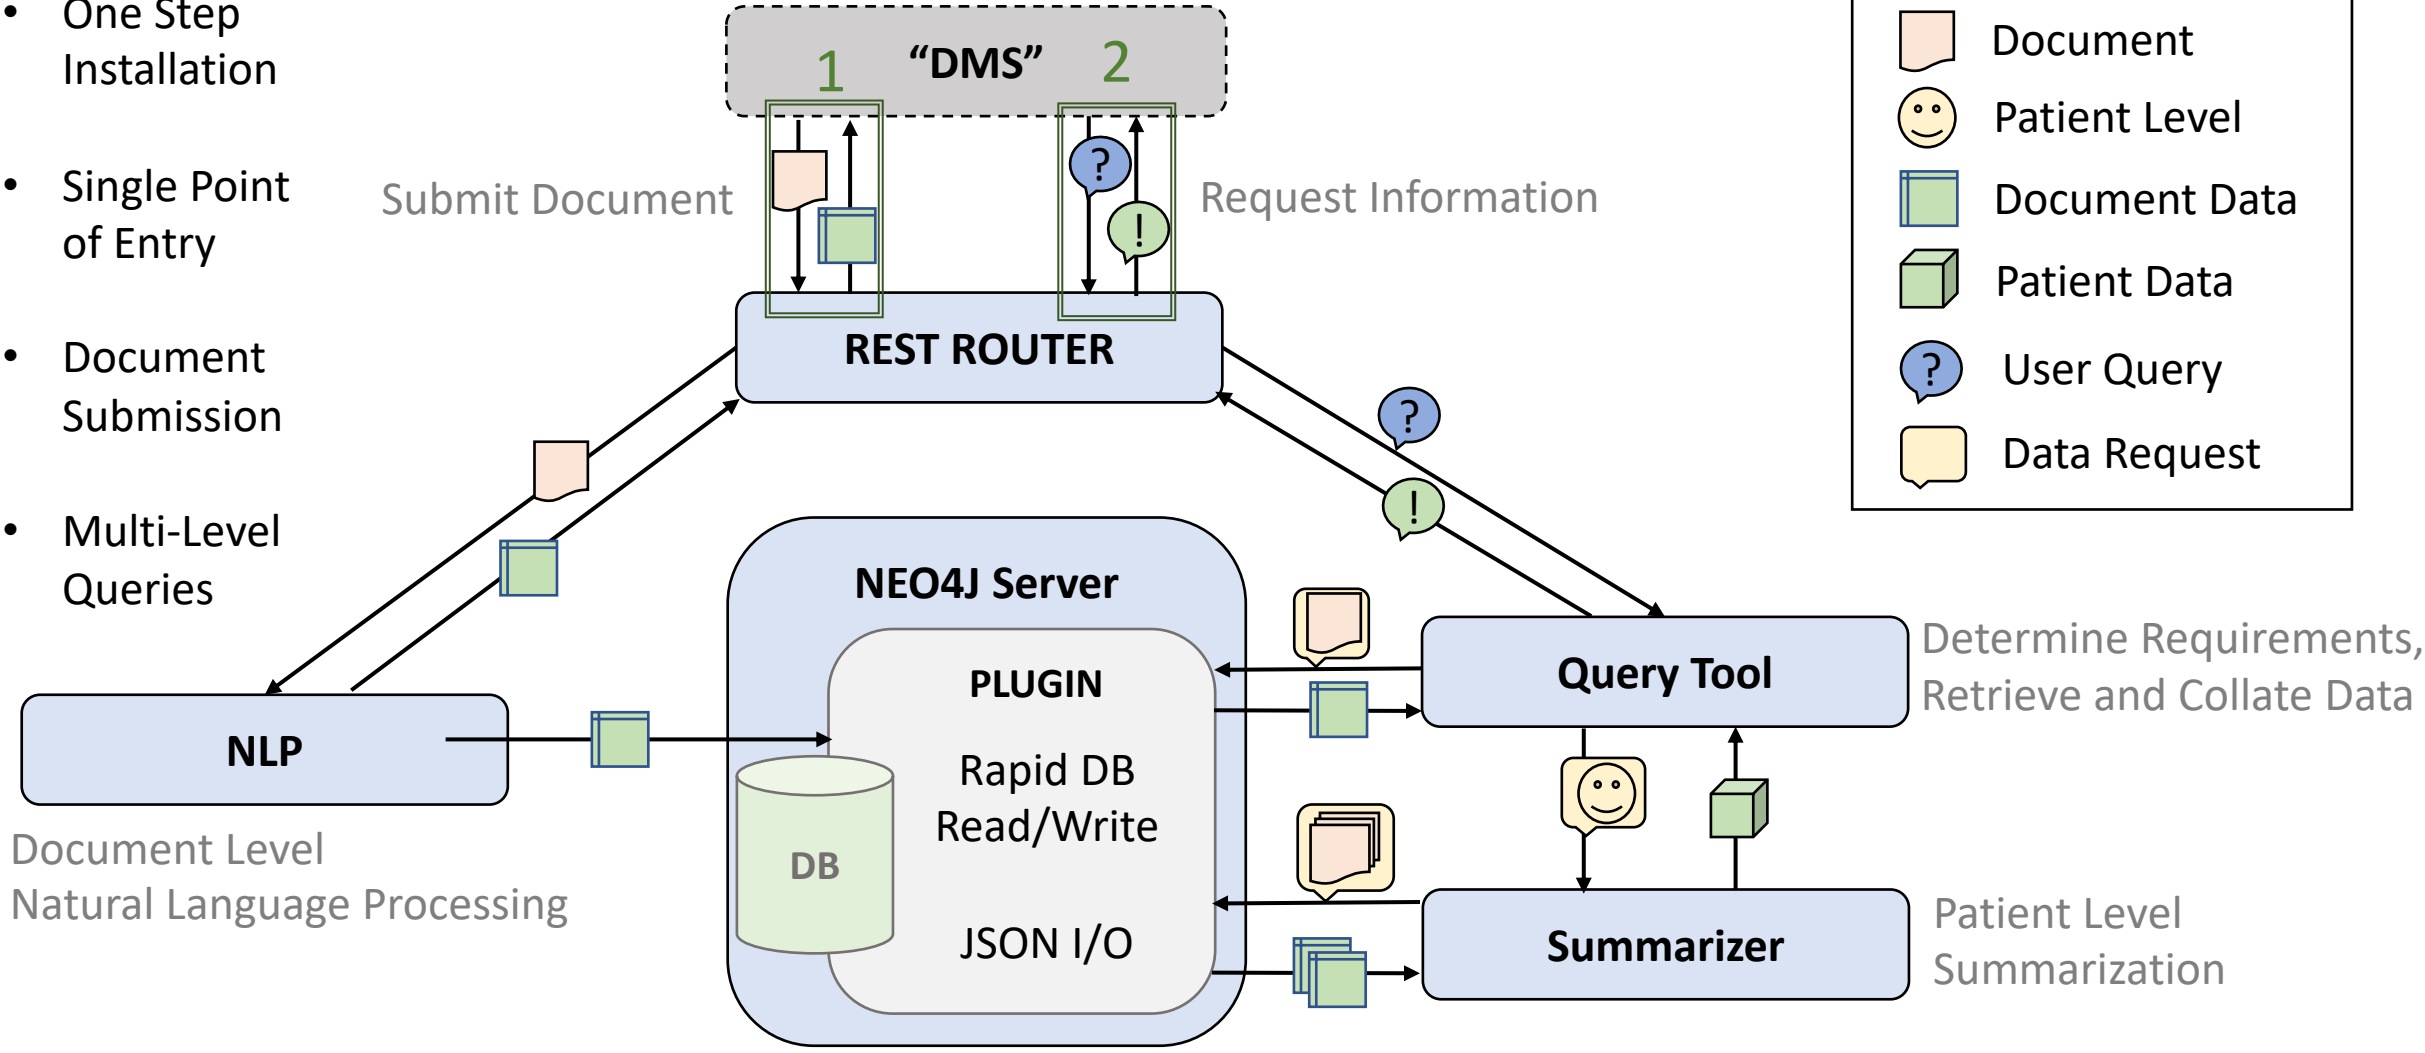 • One Step
Installation
• Single Point
of Entry
• Document
Submission
• Multi-Level
Queries
1 “DMS” 2
Submit Document
?
!
Request Information
REST ROUTER
?
!
NEO4J Server
PLUGIN
Rapid DB
Read/Write
JSON I/O
DB
NLP
Document Level
Natural Language Processing
Query Tool
Determine Requirements,
Retrieve and Collate Data
Summarizer
Patient Level
Summarization
Document
Patient Level
Document Data
Patient Data
? User Query
Data Request